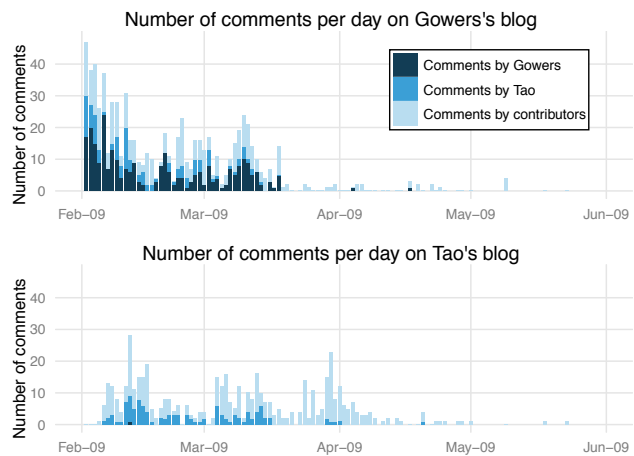 Number of comments per day on Gowers's blog
Number of comments
40
30
20
10
0
Comments by Gowers
Comments by Tao
Comments by contributors
Feb–09
Mar–09
Apr–09
May–09
Jun–09
Number of comments per day on Tao's blog
Number of comments
40
30
20
10
0
Feb–09
Mar–09
Apr–09
May–09
Jun–09